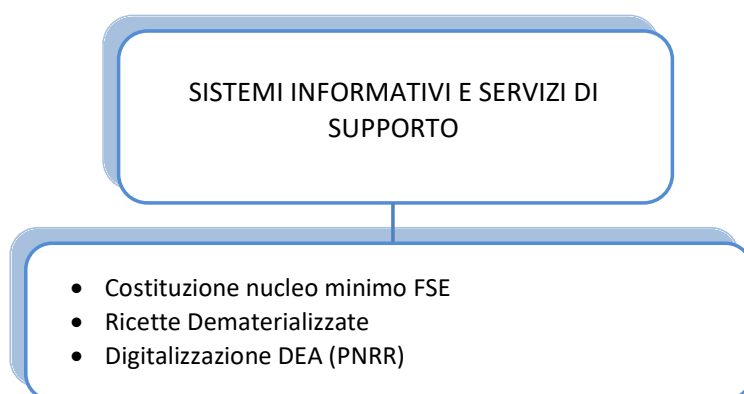 SISTEMI INFORMATIVI E SERVIZI DI
SUPPORTO
• Costituzione nucleo minimo FSE
• Ricette Dematerializzate
• Digitalizzazione DEA (PNRR)